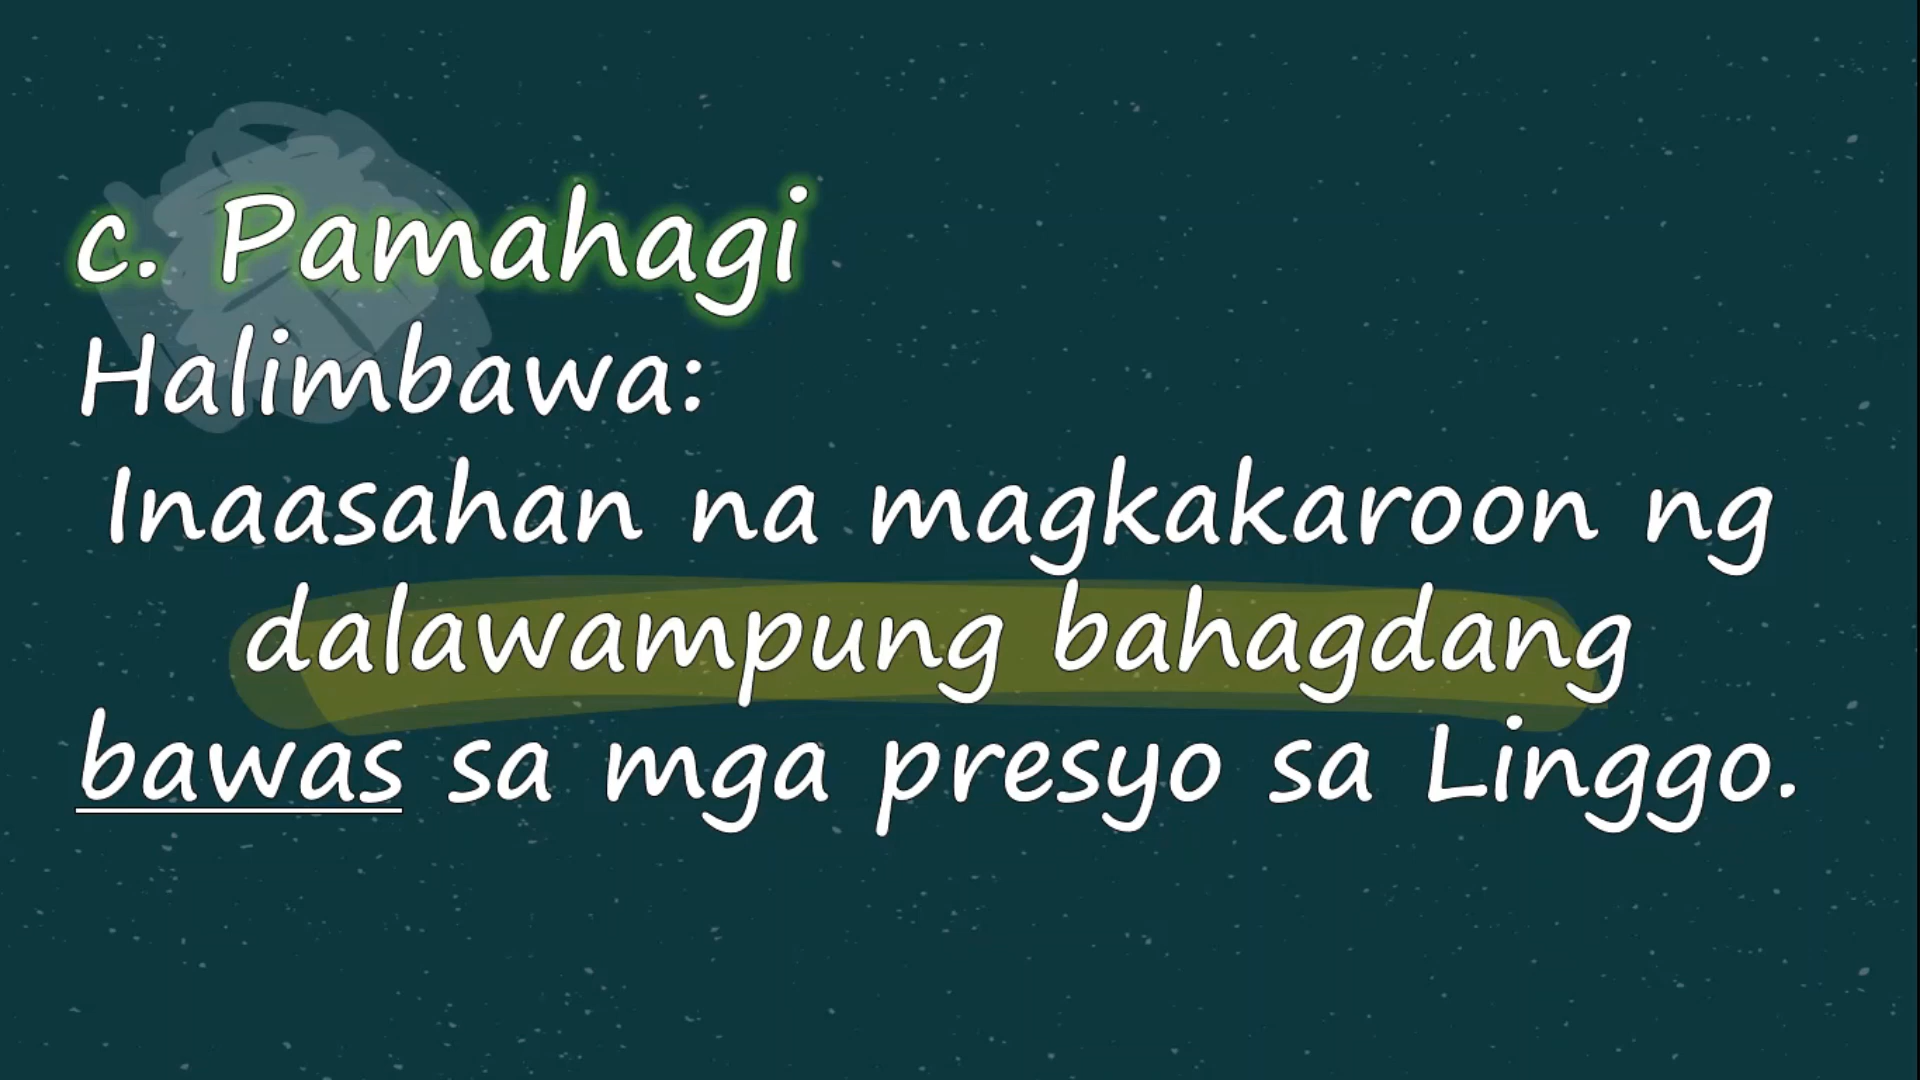 c. Pamahagi
Halimbawa:
Inaasahan na magkakaroon ng
dalawampung bahagdang
bawas sa mga presyo sa Linggo.